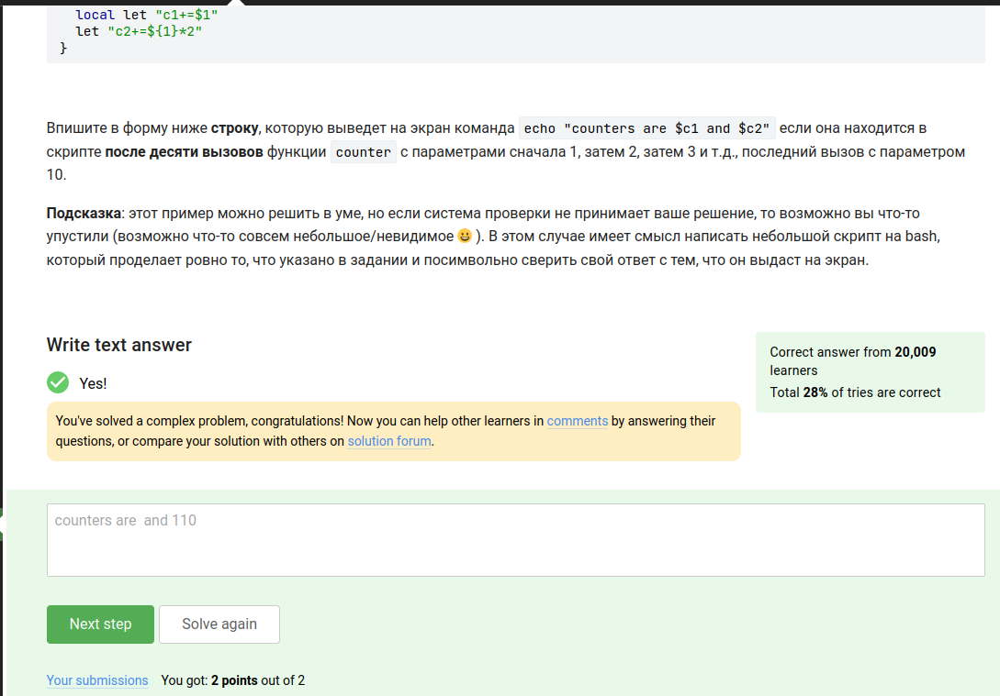 local let "c1+=$1"
let "c2+=${1}*2"
}
Впишите в форму ниже строку, которую выведет на экран команда echo "counters are $c1 and $c2" если она находится в
скрипте после десяти вызовов функции counter с параметрами сначала 1, затем 2, затем 3 и т.д., последний вызов с параметром
10.
Подсказка: этот пример можно решить в уме, но если система проверки не принимает ваше решение, то возможно вы что-то
упустили (возможно что-то совсем небольшое/невидимое😀). В этом случае имеет смысл написать небольшой скрипт на bash,
который проделает ровно то, что указано в задании и посимвольно сверить свой ответ с тем, что он выдаст на экран.
Write text answer
Correct answer from 20,009
learners
Total 28% of tries are correct
Yes!
You've solved a complex problem, congratulations! Now you can help other learners in comments by answering their
questions, or compare your solution with others on solution forum.
counters are  and 110
Next step
Solve again
Your submissions You got: 2 points out of 2